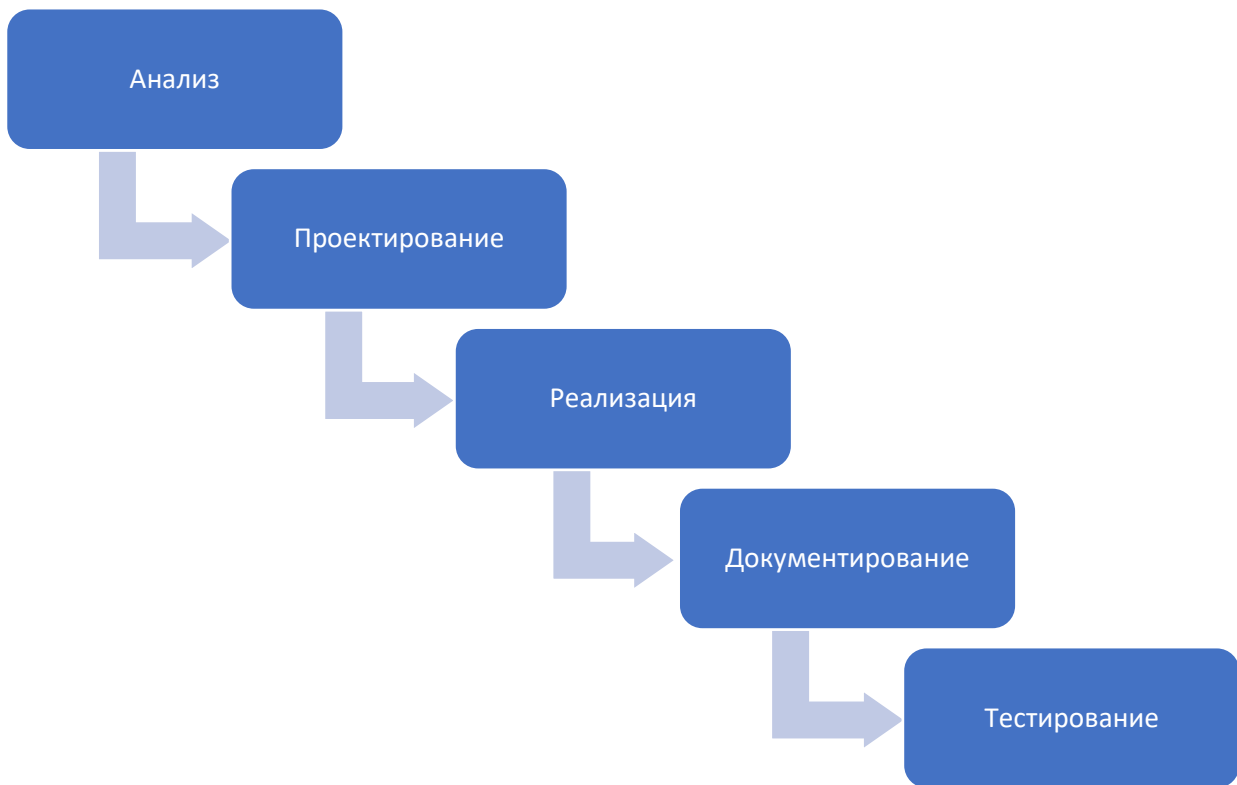 Анализ
Проектирование
Реализация
Документирование
Тестирование